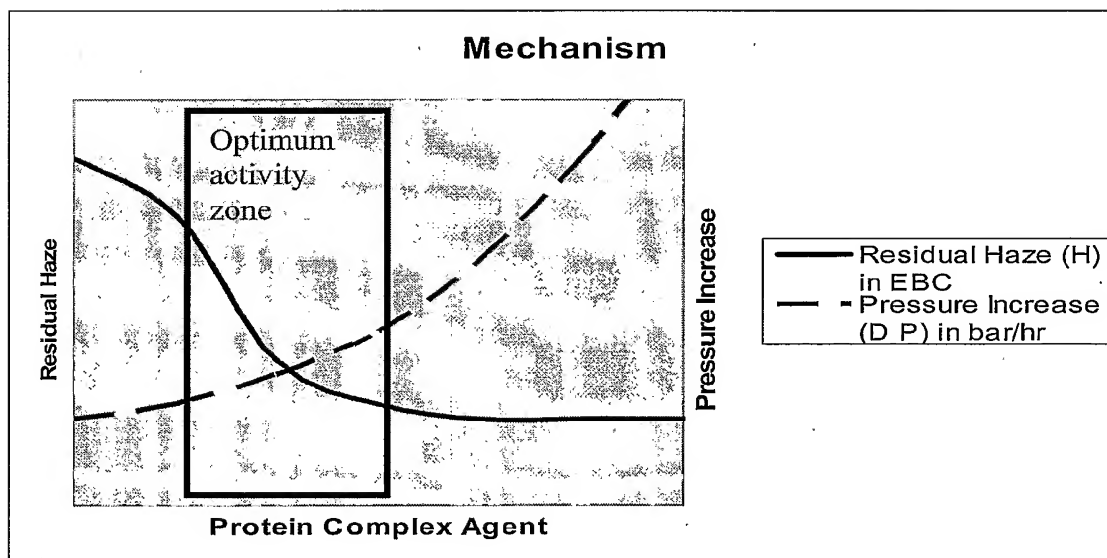 Mechanism
Optimum
activity
zone
Residual Haze
Pressure Increase
Protein Complex Agent
Residual Haze (H)
in EBC
Pressure Increase
(D P) in bar/hr